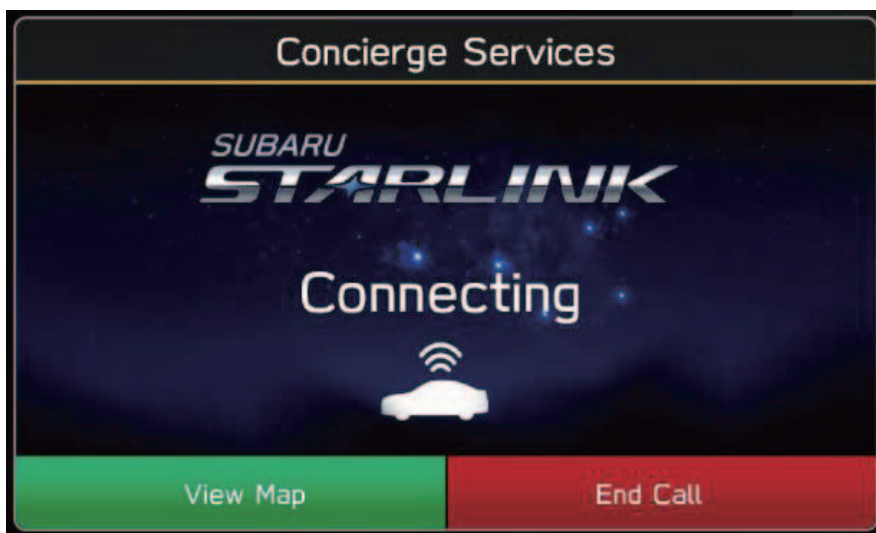 Concierge Services
SUBARU
STARLINK
Connecting
View Map
End Call